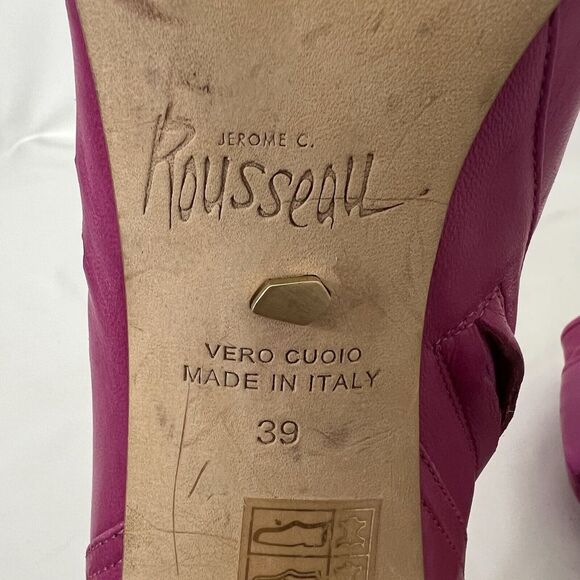 JEROME C.
Rousseau
VERO CUOIO
MADE IN ITALY
39